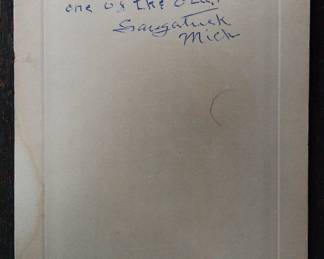 one of the
Saugatuck
Mich